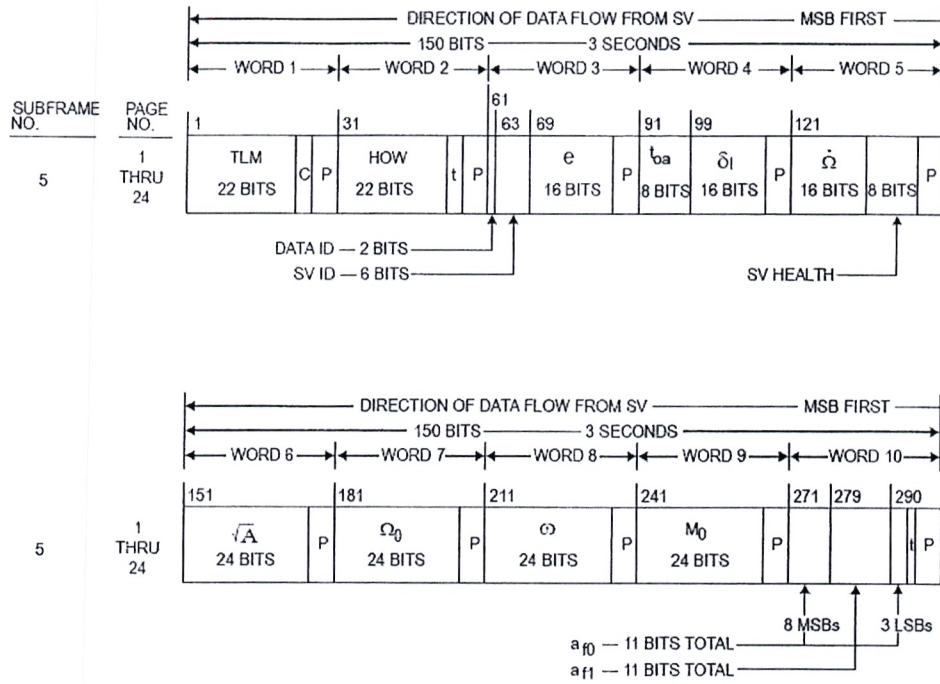 DIRECTION OF DATA FLOW FROM SV MSB FIRST
150 BITS 3 SECONDS
WORD 1 WORD 2 WORD 3 WORD 4 WORD 5
SUBFRAME NO. PAGE NO.
61
1 31 63 69 91 99 121
5
1 THRU 24
TLM 22 BITS C P HOW 22 BITS t P e 16 BITS P t_oa 8 BITS δ_I 16 BITS P Ω̇ 16 BITS 8 BITS P
DATA ID — 2 BITS
SV ID — 6 BITS
SV HEALTH
DIRECTION OF DATA FLOW FROM SV MSB FIRST
150 BITS 3 SECONDS
WORD 6 WORD 7 WORD 8 WORD 9 WORD 10
151 181 211 241 271 279 290
5
1 THRU 24
√A 24 BITS P Ω_0 24 BITS P ω 24 BITS P M_0 24 BITS P t P
8 MSBs 3 LSBs
a_f0 — 11 BITS TOTAL
a_f1 — 11 BITS TOTAL